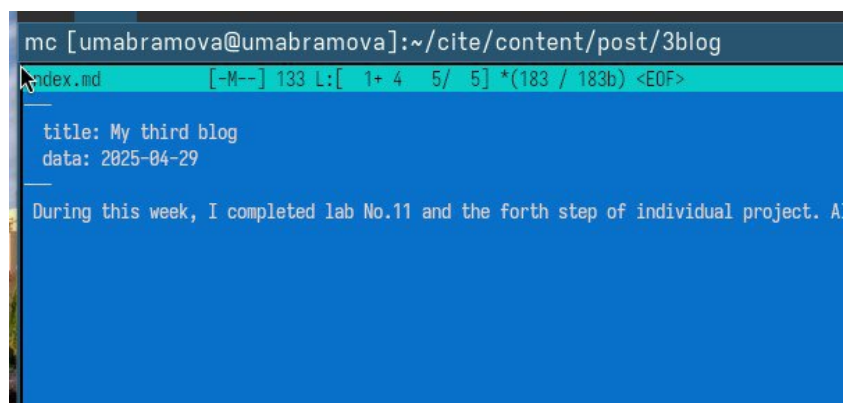 mc [umabramova@umabramova]:~/cite/content/post/3blog
index.md [-M--] 133 L:[ 1+ 4 5/ 5] *(183 / 183b) <EOF>
---
title: My third blog
data: 2025-04-29
---
During this week, I completed lab No.11 and the forth step of individual project.